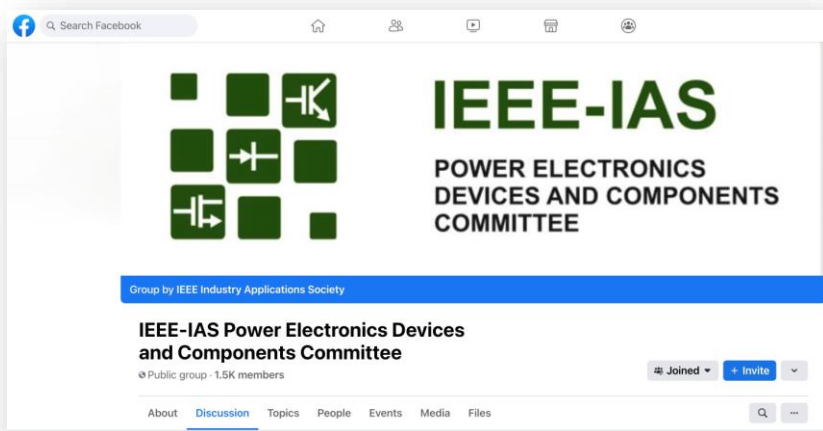 Search Facebook
IEEE-IAS
POWER ELECTRONICS
DEVICES AND COMPONENTS
COMMITTEE
Group by IEEE Industry Applications Society
IEEE-IAS Power Electronics Devices
and Components Committee
Public group · 1.5K members
Joined
+ Invite
About Discussion Topics People Events Media Files